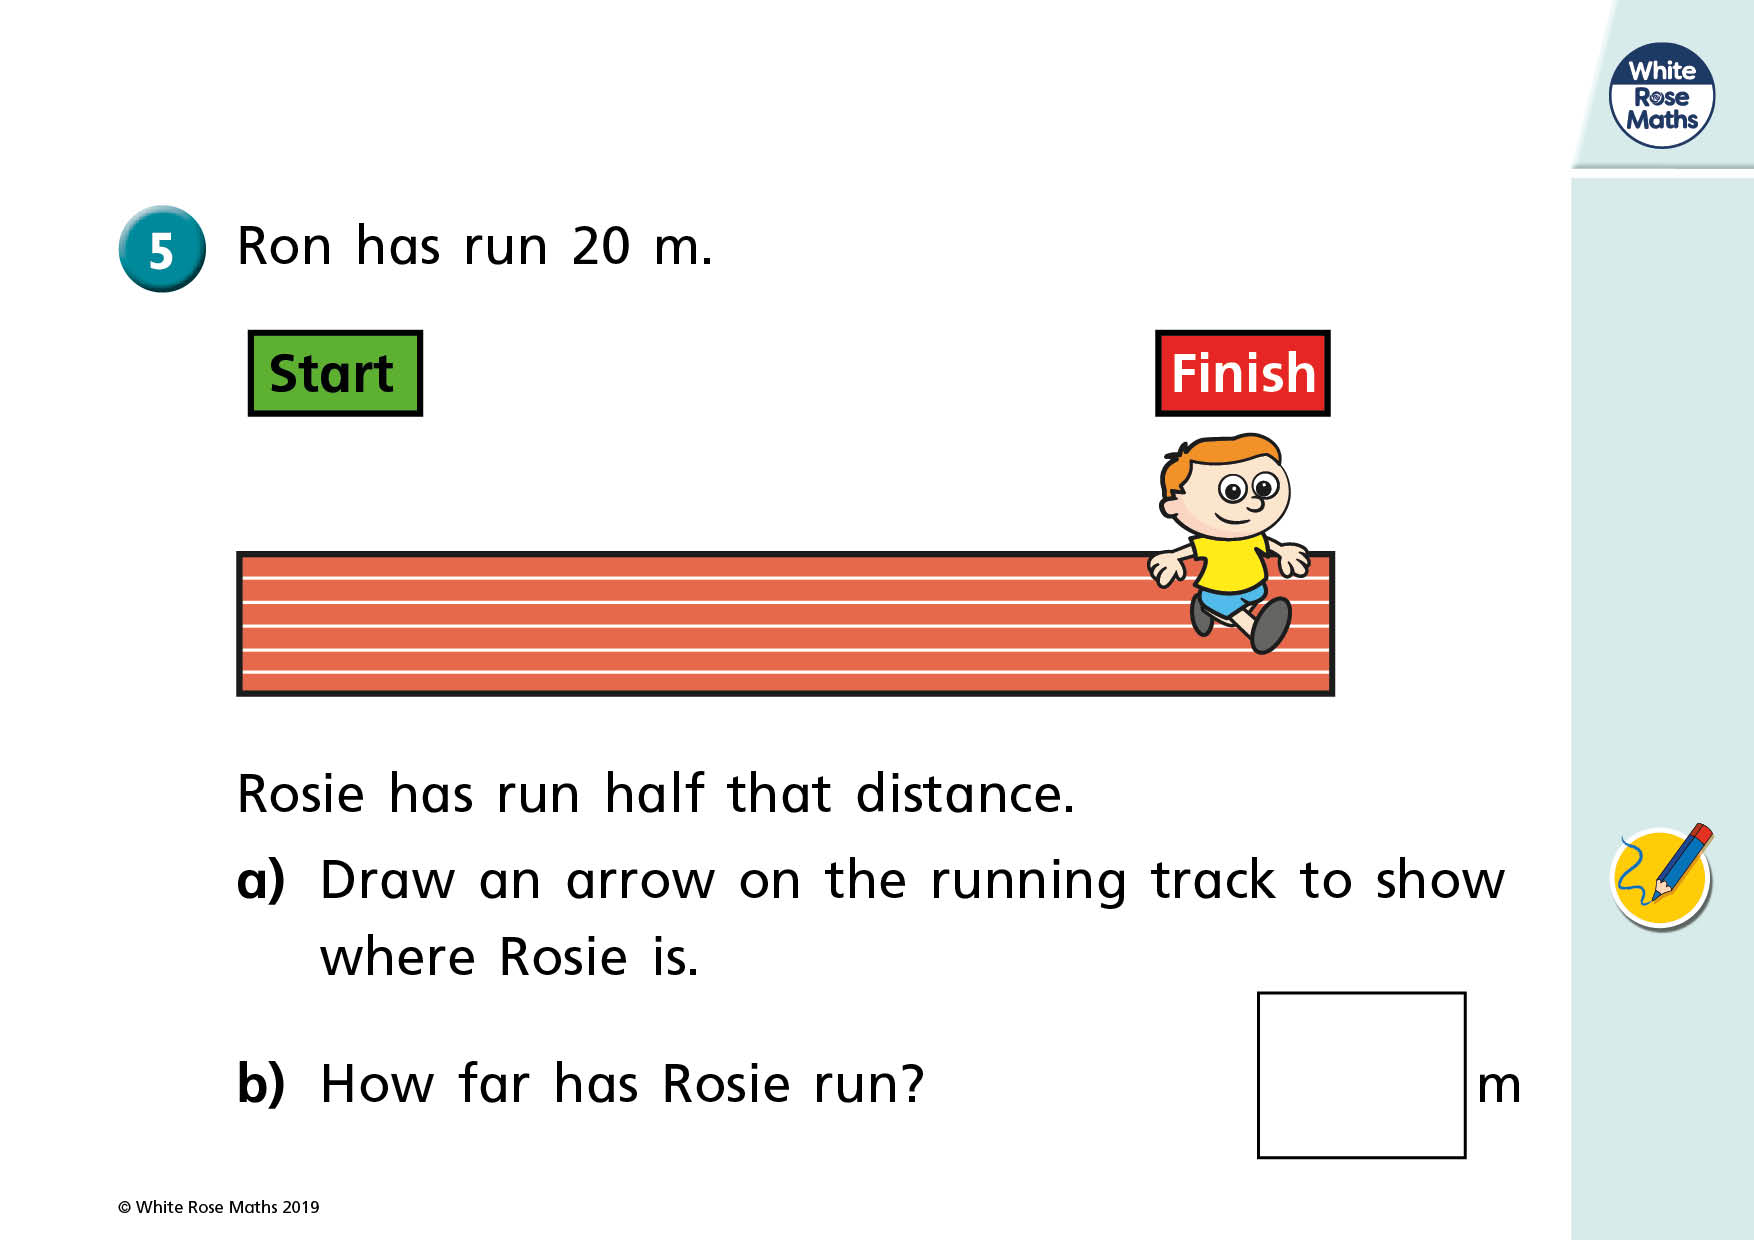 White
Rose
Maths
5 Ron has run 20 m.
Start
Finish
Rosie has run half that distance.
a) Draw an arrow on the running track to show
where Rosie is.
b) How far has Rosie run?
m
© White Rose Maths 2019